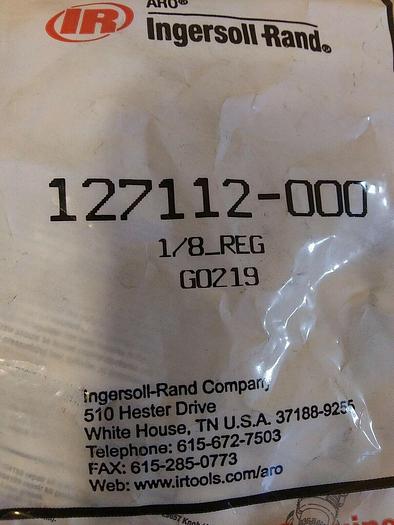 ARO®
IR Ingersoll-Rand®
127112-000
1/8_REG
G0219
Ingersoll-Rand Company
510 Hester Drive
White House, TN U.S.A. 37188-9255
Telephone: 615-672-7503
FAX: 615-285-0773
Web: www.irtools.com/aro